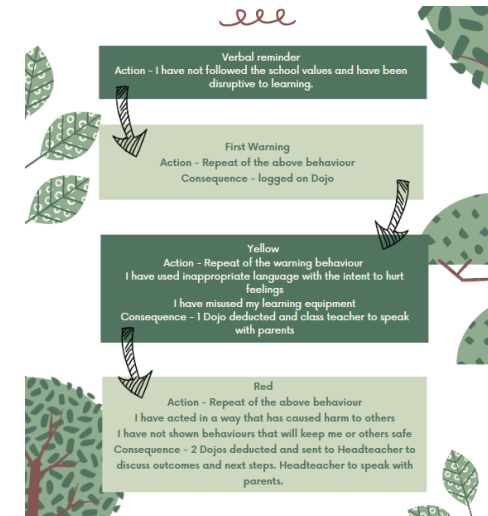 Verbal reminder
Action - I have not followed the school values and have been
disruptive to learning.
First Warning
Action - Repeat of the above behaviour
Consequence - logged on Dojo
Yellow
Action - Repeat of the warning behaviour
I have used inappropriate language with the intent to hurt
feelings
I have misused my learning equipment
Consequence - 1 Dojo deducted and class teacher to speak
with parents
Red
Action - Repeat of the above behaviour
I have acted in a way that has caused harm to others
I have not shown behaviours that will keep me or others safe
Consequence - 2 Dojos deducted and sent to Headteacher to
discuss outcomes and next steps. Headteacher to speak with
parents.